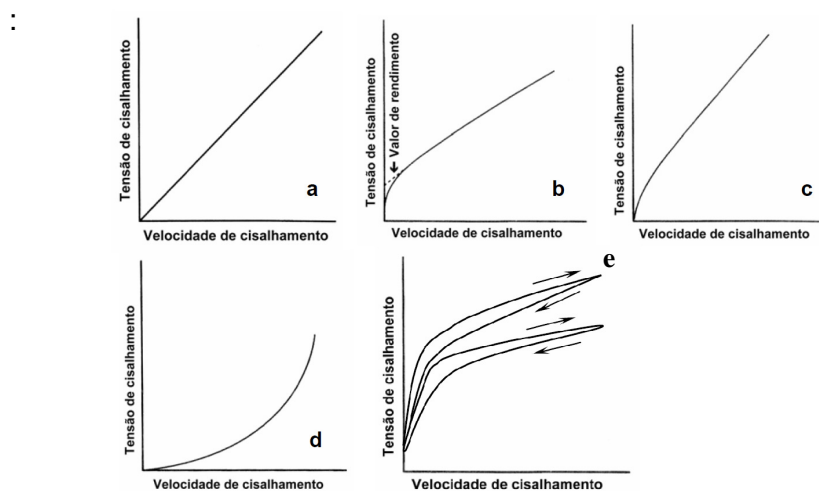 :
Tensão de cisalhamento
a
Velocidade de cisalhamento
Tensão de cisalhamento
Valor de rendimento
b
Velocidade de cisalhamento
Tensão de cisalhamento
c
Velocidade de cisalhamento
Tensão de cisalhamento
d
Velocidade de cisalhamento
e
Tensão de cisalhamento
Velocidade de cisalhamento